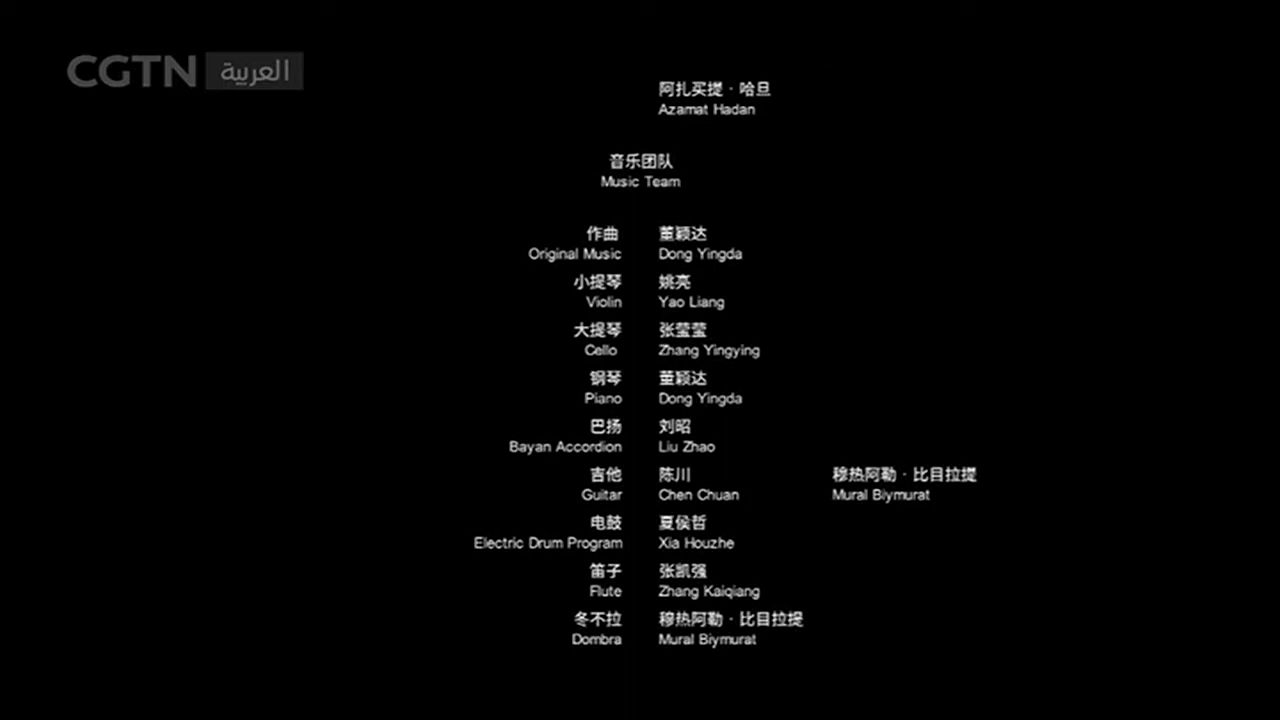 CGTN العربية
阿扎买提·哈旦
Azamat Hadan
音乐团队
Music Team
作曲 董颖达
Original Music Dong Yingda
小提琴 姚亮
Violin Yao Liang
大提琴 张莹莹
Cello Zhang Yingying
钢琴 董颖达
Piano Dong Yingda
巴扬 刘昭
Bayan Accordion Liu Zhao
吉他 陈川 穆热阿勒·比目拉提
Guitar Chen Chuan Mural Biymurat
电鼓 夏侯哲
Electric Drum Program Xia Houzhe
笛子 张凯强
Flute Zhang Kaiqiang
冬不拉 穆热阿勒·比目拉提
Dombra Mural Biymurat